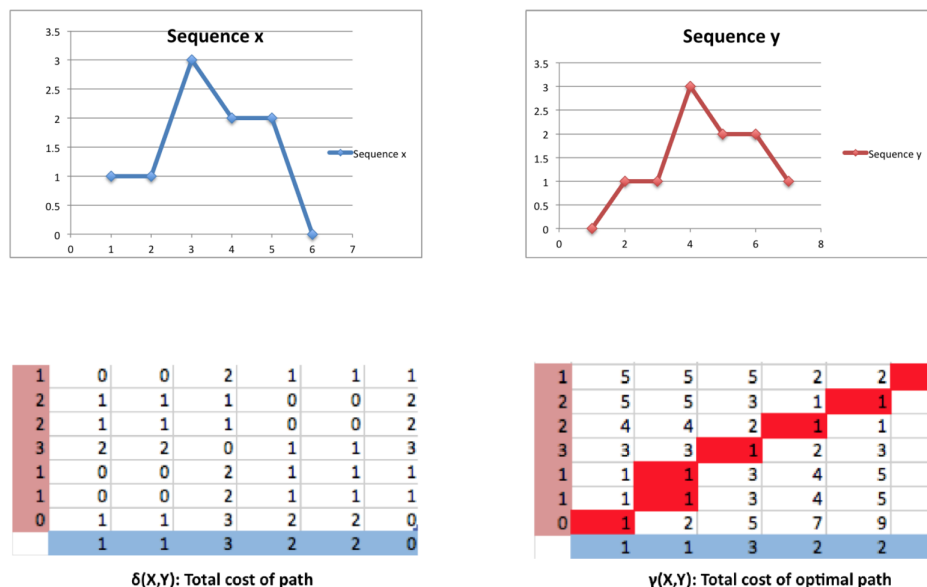 Sequence x
3.5
3
2.5
2
1.5
1
0.5
0
0 1 2 3 4 5 6 7
Sequence x
Sequence y
3.5
3
2.5
2
1.5
1
0.5
0
0 2 4 6 8
Sequence y
1 0 0 2 1 1 1
2 1 1 1 0 0 2
2 1 1 1 0 0 2
3 2 2 0 1 1 3
1 0 0 2 1 1 1
1 0 0 2 1 1 1
0 1 1 3 2 2 0
1 1 3 2 2 0
δ(X,Y): Total cost of path
1 5 5 5 2 2
2 5 5 3 1 1
2 4 4 2 1 1
3 3 3 1 2 3
1 1 1 3 4 5
1 1 1 3 4 5
0 1 2 5 7 9
1 1 3 2 2
γ(X,Y): Total cost of optimal path